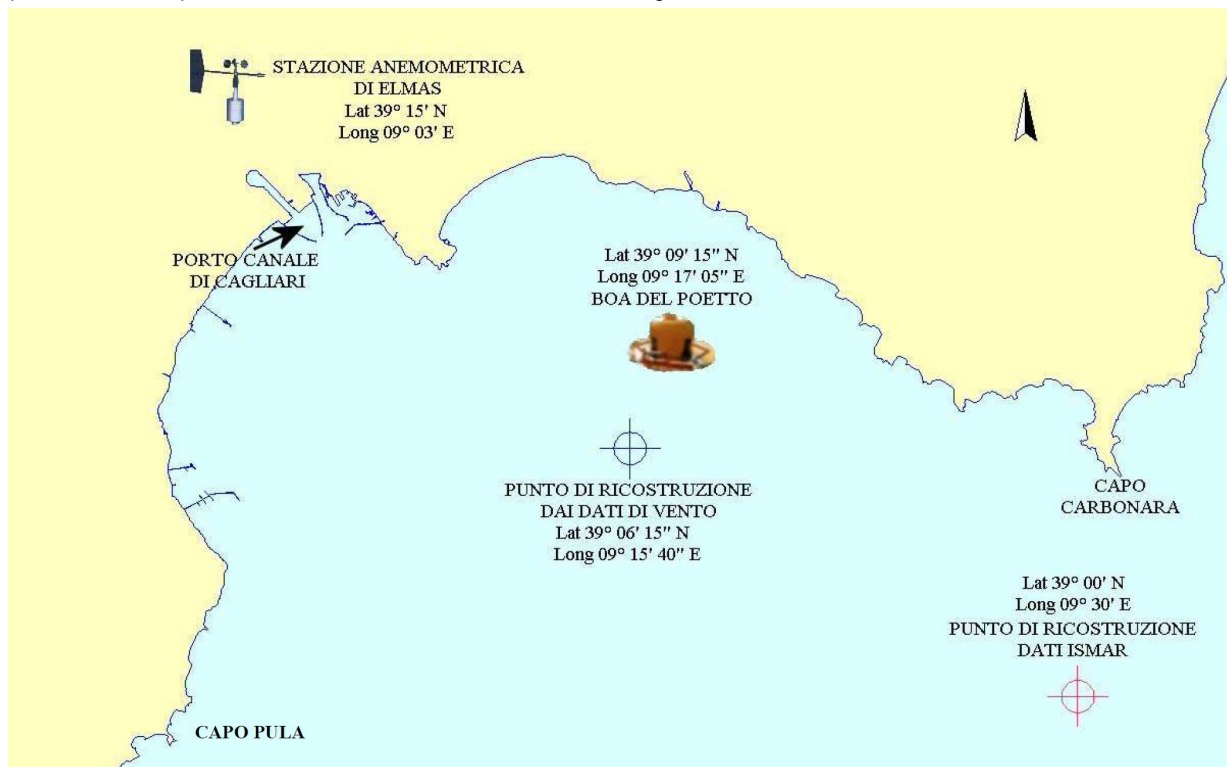 STAZIONE ANEMOMETRICA
DI ELMAS
Lat 39° 15' N
Long 09° 03' E
PORTO CANALE
DI CAGLIARI
Lat 39° 09' 15" N
Long 09° 17' 05" E
BOA DEL POETTO
PUNTO DI RICOSTRUZIONE
DAI DATI DI VENTO
Lat 39° 06' 15" N
Long 09° 15' 40" E
CAPO
CARBONARA
Lat 39° 00' N
Long 09° 30' E
PUNTO DI RICOSTRUZIONE
DATI ISMAR
CAPO PULA